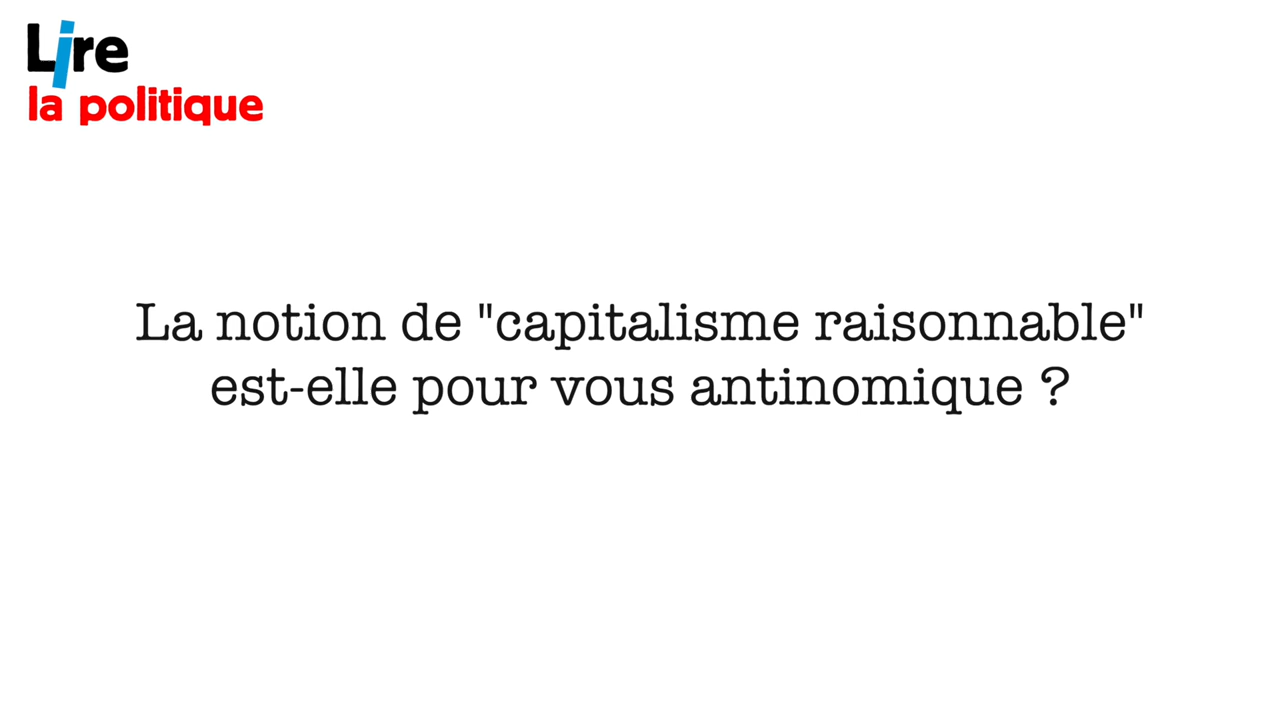 Lire
la politique
La notion de "capitalisme raisonnable"
est-elle pour vous antinomique ?